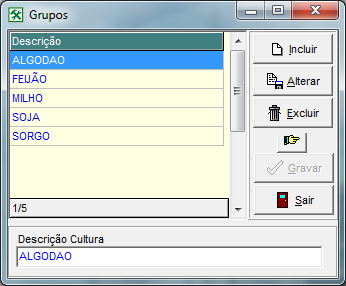 Grupos
Descrição
ALGODAO
FEIJÃO
MILHO
SOJA
SORGO
1/5
Incluir
Alterar
Excluir
Gravar
Sair
Descrição Cultura
ALGODAO